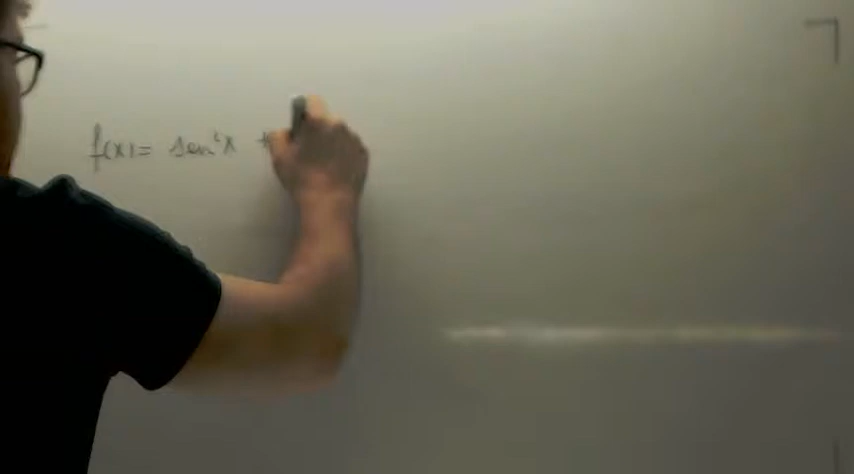 f(x) = sen²x +